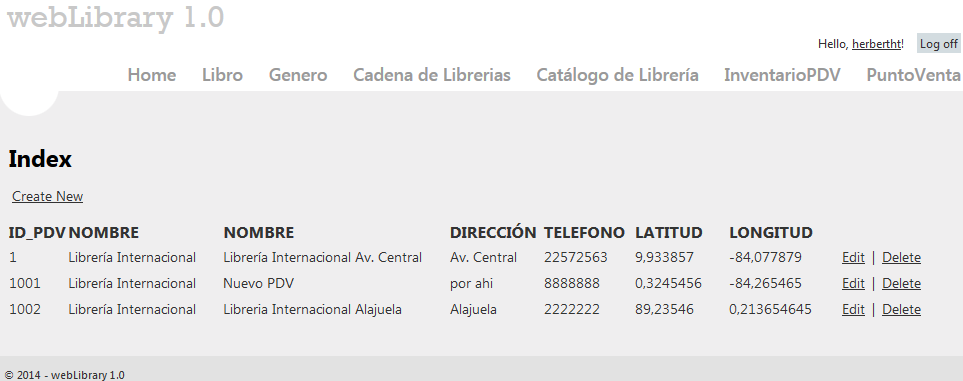 webLibrary 1.0
Hello, herbertht! Log off
Home Libro Genero Cadena de Librerias Catálogo de Librería InventarioPDV PuntoVenta
Index
Create New
ID_PDV NOMBRE NOMBRE DIRECCIÓN TELEFONO LATITUD LONGITUD
1 Librería Internacional Librería Internacional Av. Central Av. Central 22572563 9,933857 -84,077879 Edit | Delete
1001 Librería Internacional Nuevo PDV por ahi 8888888 0,3245456 -84,265465 Edit | Delete
1002 Librería Internacional Libreria Internacional Alajuela Alajuela 2222222 89,23546 0,213654645 Edit | Delete
© 2014 - webLibrary 1.0